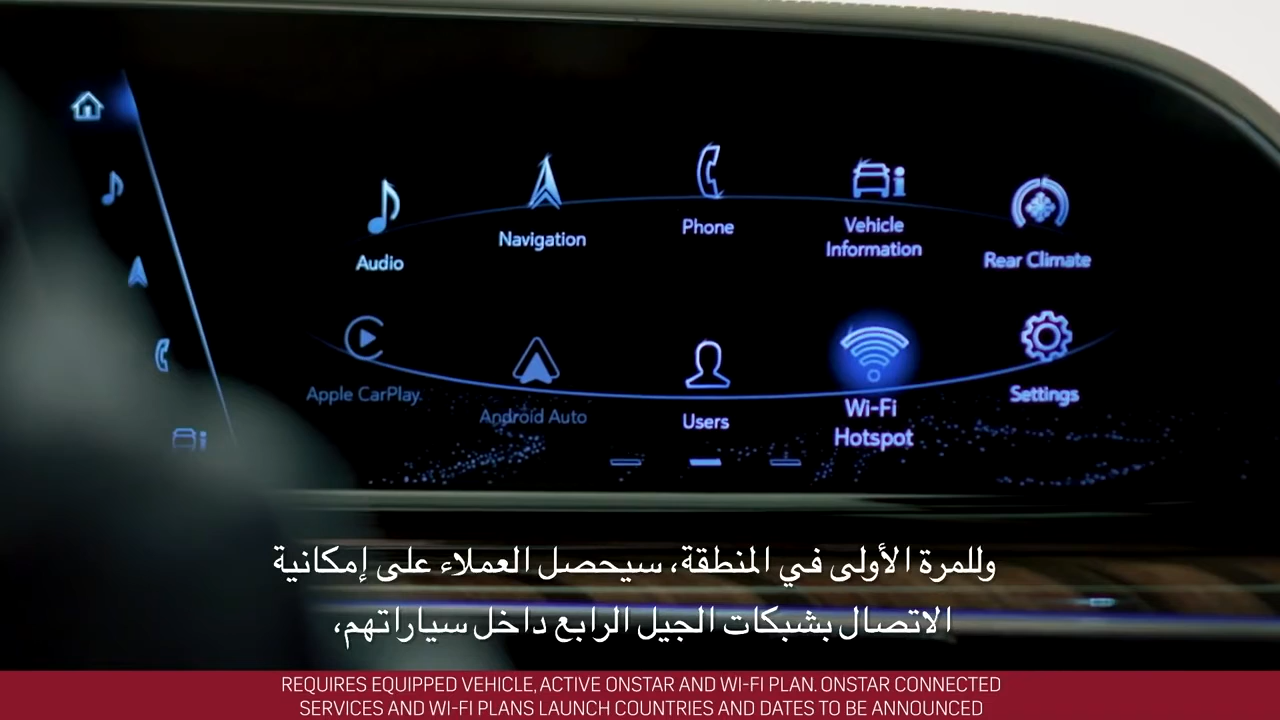 Audio
Navigation
Phone
Vehicle
Information
Rear Climate
Apple CarPlay.
Android Auto
Users
Wi-Fi
Hotspot
Settings
وللمرة الأولى في المنطقة، سيحصل العملاء على إمكانية
الاتصال بشبكات الجيل الرابع داخل سياراتهم،
REQUIRES EQUIPPED VEHICLE, ACTIVE ONSTAR AND WI-FI PLAN. ONSTAR CONNECTED
SERVICES AND WI-FI PLANS LAUNCH COUNTRIES AND DATES TO BE ANNOUNCED